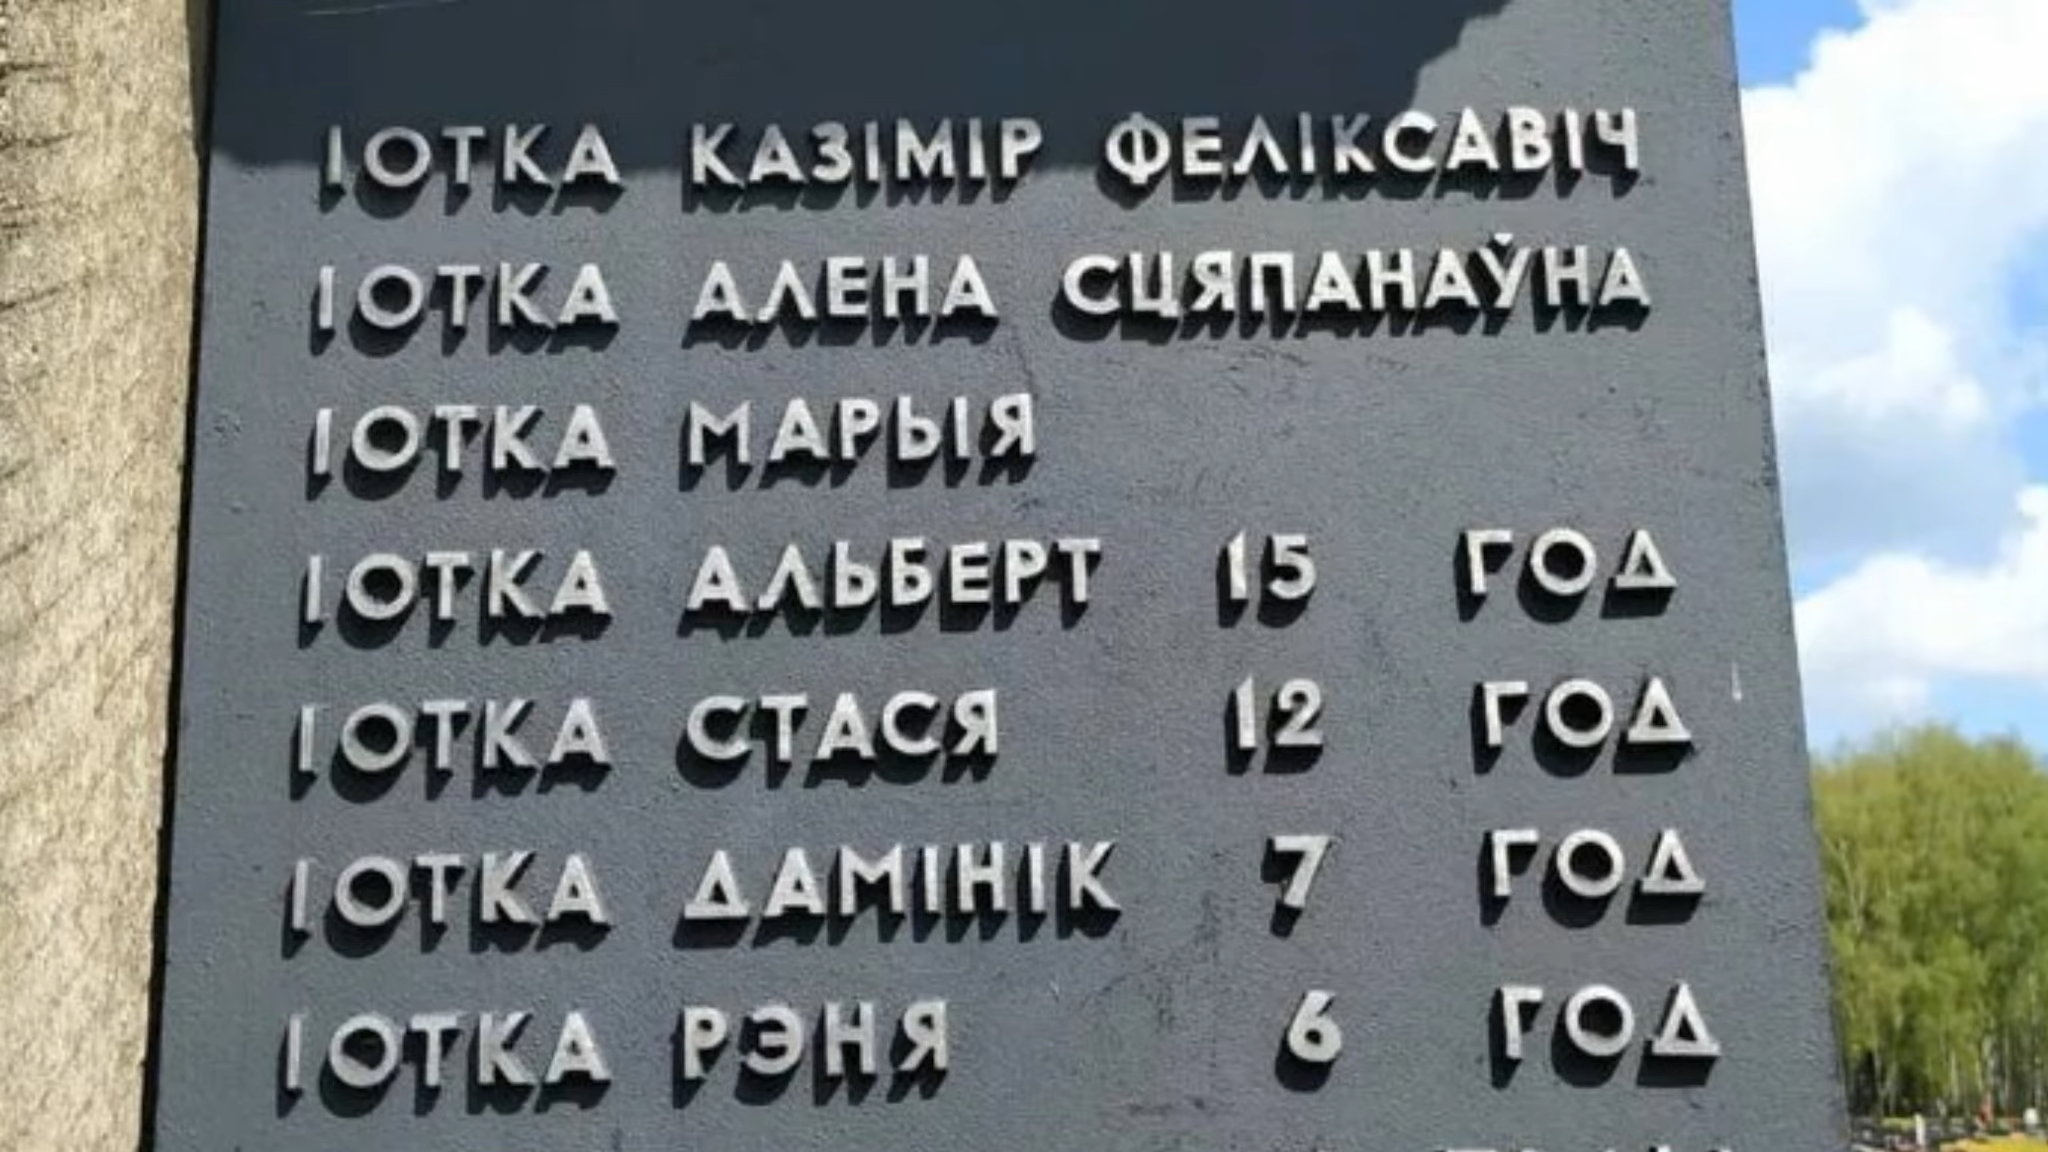 ІОТКА КАЗІМІР ФЕЛІКСАВІЧ
ІОТКА АЛЕНА СЦЯПАНАЎНА
ІОТКА МАРЫЯ
ІОТКА АЛЬБЕРТ 15 ГОД
ІОТКА СТАСЯ 12 ГОД
ІОТКА ДАМІНІК 7 ГОД
ІОТКА РЭНЯ 6 ГОД